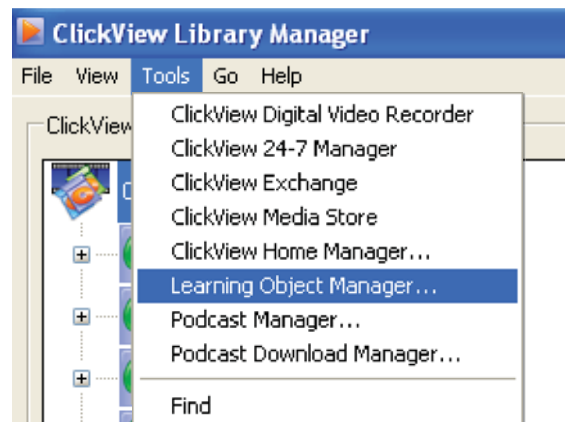 ClickView Library Manager
File View Tools Go Help
ClickView
ClickView Digital Video Recorder
ClickView 24-7 Manager
ClickView Exchange
ClickView Media Store
ClickView Home Manager...
Learning Object Manager...
Podcast Manager...
Podcast Download Manager...
Find